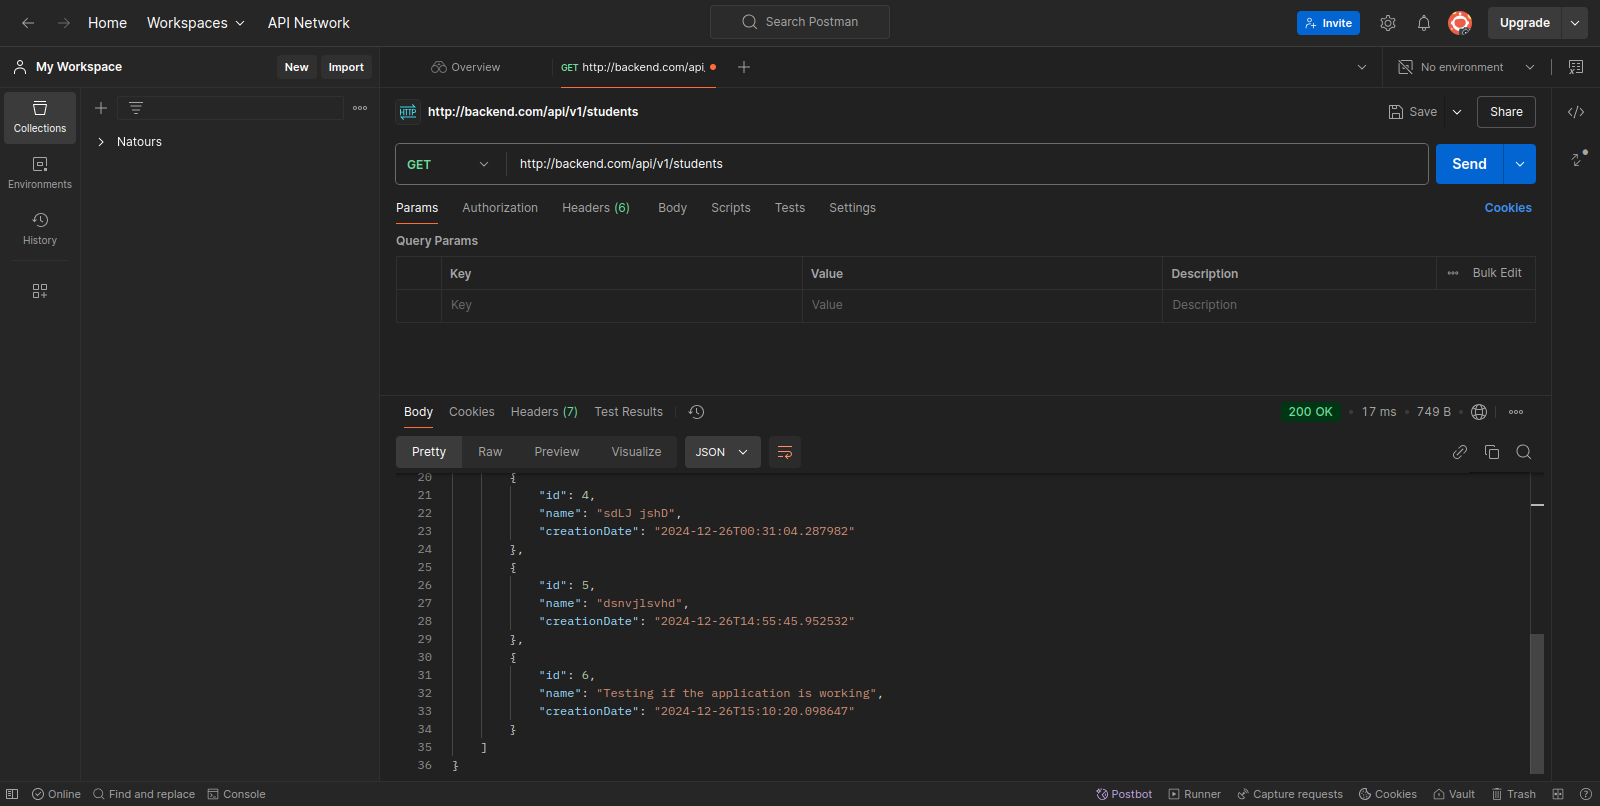 Home Workspaces API Network Search Postman Invite Upgrade
My Workspace New Import Overview GET http://backend.com/api, No environment
Collections
Environments
History
Natours
HTTP http://backend.com/api/v1/students Save Share
GET http://backend.com/api/v1/students Send
Params Authorization Headers (6) Body Scripts Tests Settings Cookies
Query Params
Key Value Description Bulk Edit
Key Value Description
Body Cookies Headers (7) Test Results 200 OK • 17 ms • 749 B
Pretty Raw Preview Visualize JSON
20 {
21 "id": 4,
22 "name": "sdLJ jshD",
23 "creationDate": "2024-12-26T00:31:04.287982"
24 },
25 {
26 "id": 5,
27 "name": "dsnvjlsvhd",
28 "creationDate": "2024-12-26T14:55:45.952532"
29 },
30 {
31 "id": 6,
32 "name": "Testing if the application is working",
33 "creationDate": "2024-12-26T15:10:20.098647"
34 }
35 ]
36 }
Online Find and replace Console Postbot Runner Capture requests Cookies Vault Trash